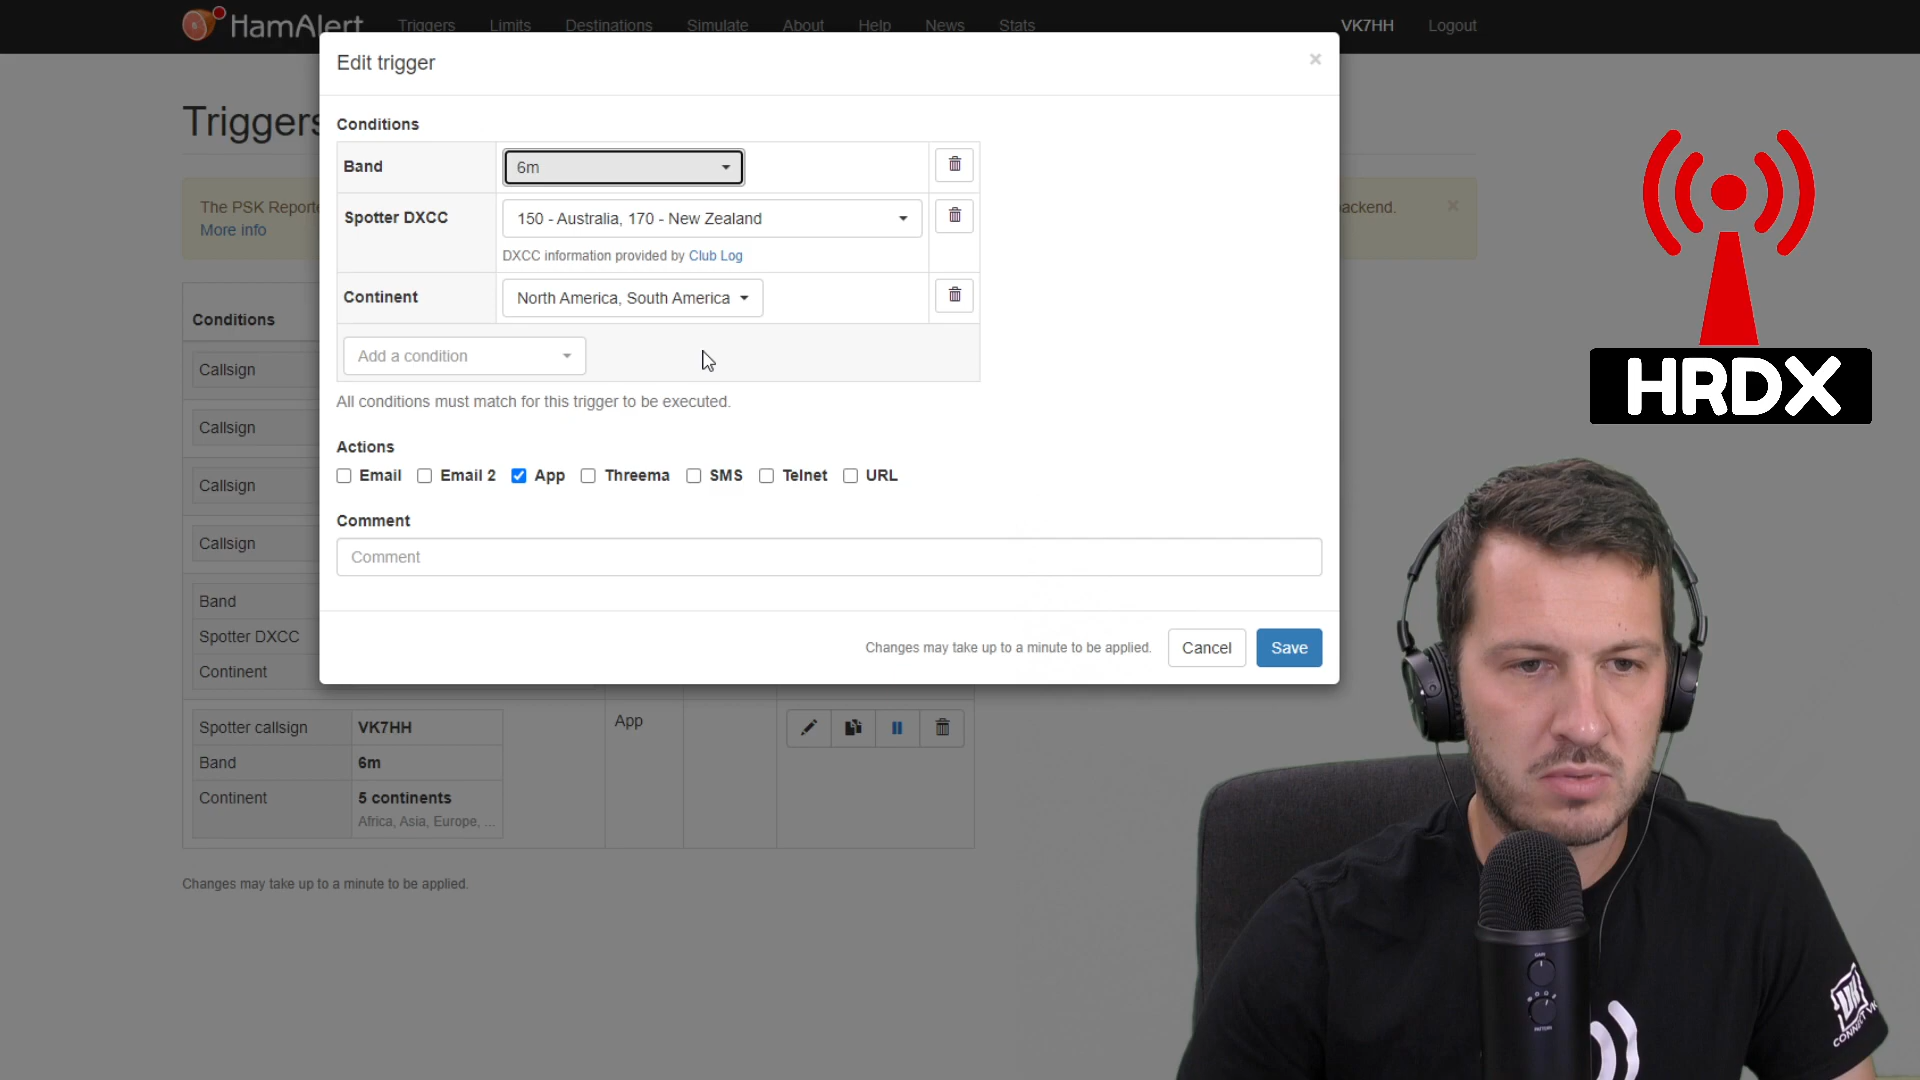 HamAlert Triggers Limits Destinations Simulate About Help News Stats VK7HH Logout
Edit trigger ×
Triggers
Conditions
Band 6m
The PSK Reporte
ackend. ×
More info
Spotter DXCC 150 - Australia, 170 - New Zealand
DXCC information provided by Club Log
Continent North America, South America
Conditions
Add a condition
Callsign
All conditions must match for this trigger to be executed.
Callsign
Actions
Email Email 2 App Threema SMS Telnet URL
Callsign
Comment
Callsign
Comment
Band
Spotter DXCC
Changes may take up to a minute to be applied. Cancel Save
Continent
Spotter callsign VK7HH App
Band 6m
Continent 5 continents
Africa, Asia, Europe, ...
Changes may take up to a minute to be applied.
HRDX
GAIN
PATTERN